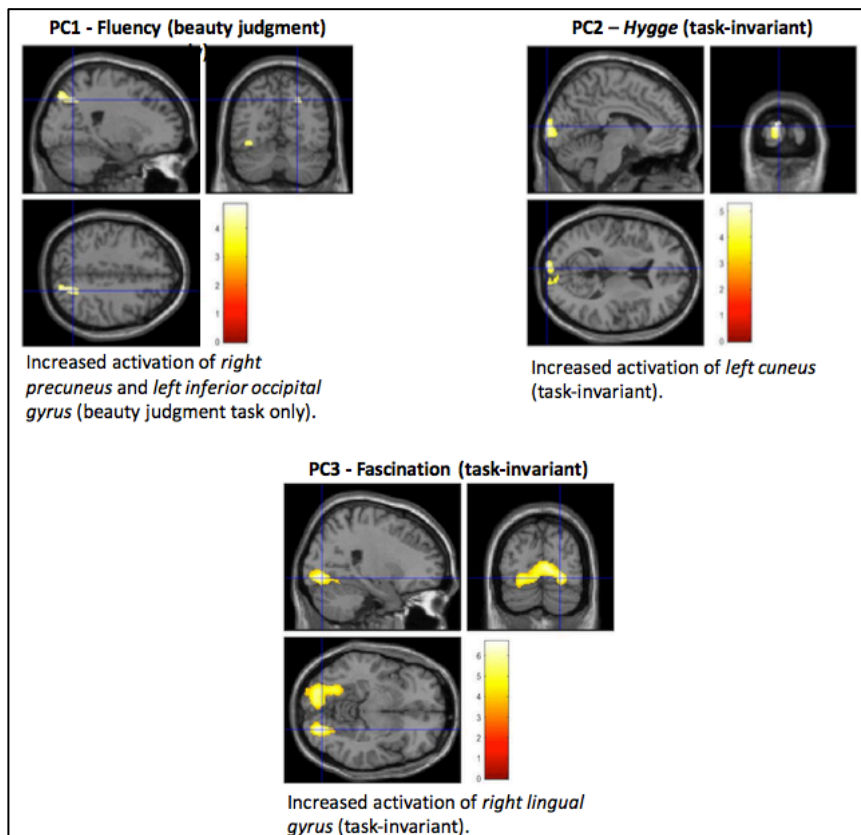 PC1 - Fluency (beauty judgment)
PC2 – Hygge (task-invariant)
4
3
2
1
0
5
4
3
2
1
0
Increased activation of right
precuneus and left inferior occipital
gyrus (beauty judgment task only).
Increased activation of left cuneus
(task-invariant).
PC3 - Fascination (task-invariant)
6
5
4
3
2
1
0
Increased activation of right lingual
gyrus (task-invariant).